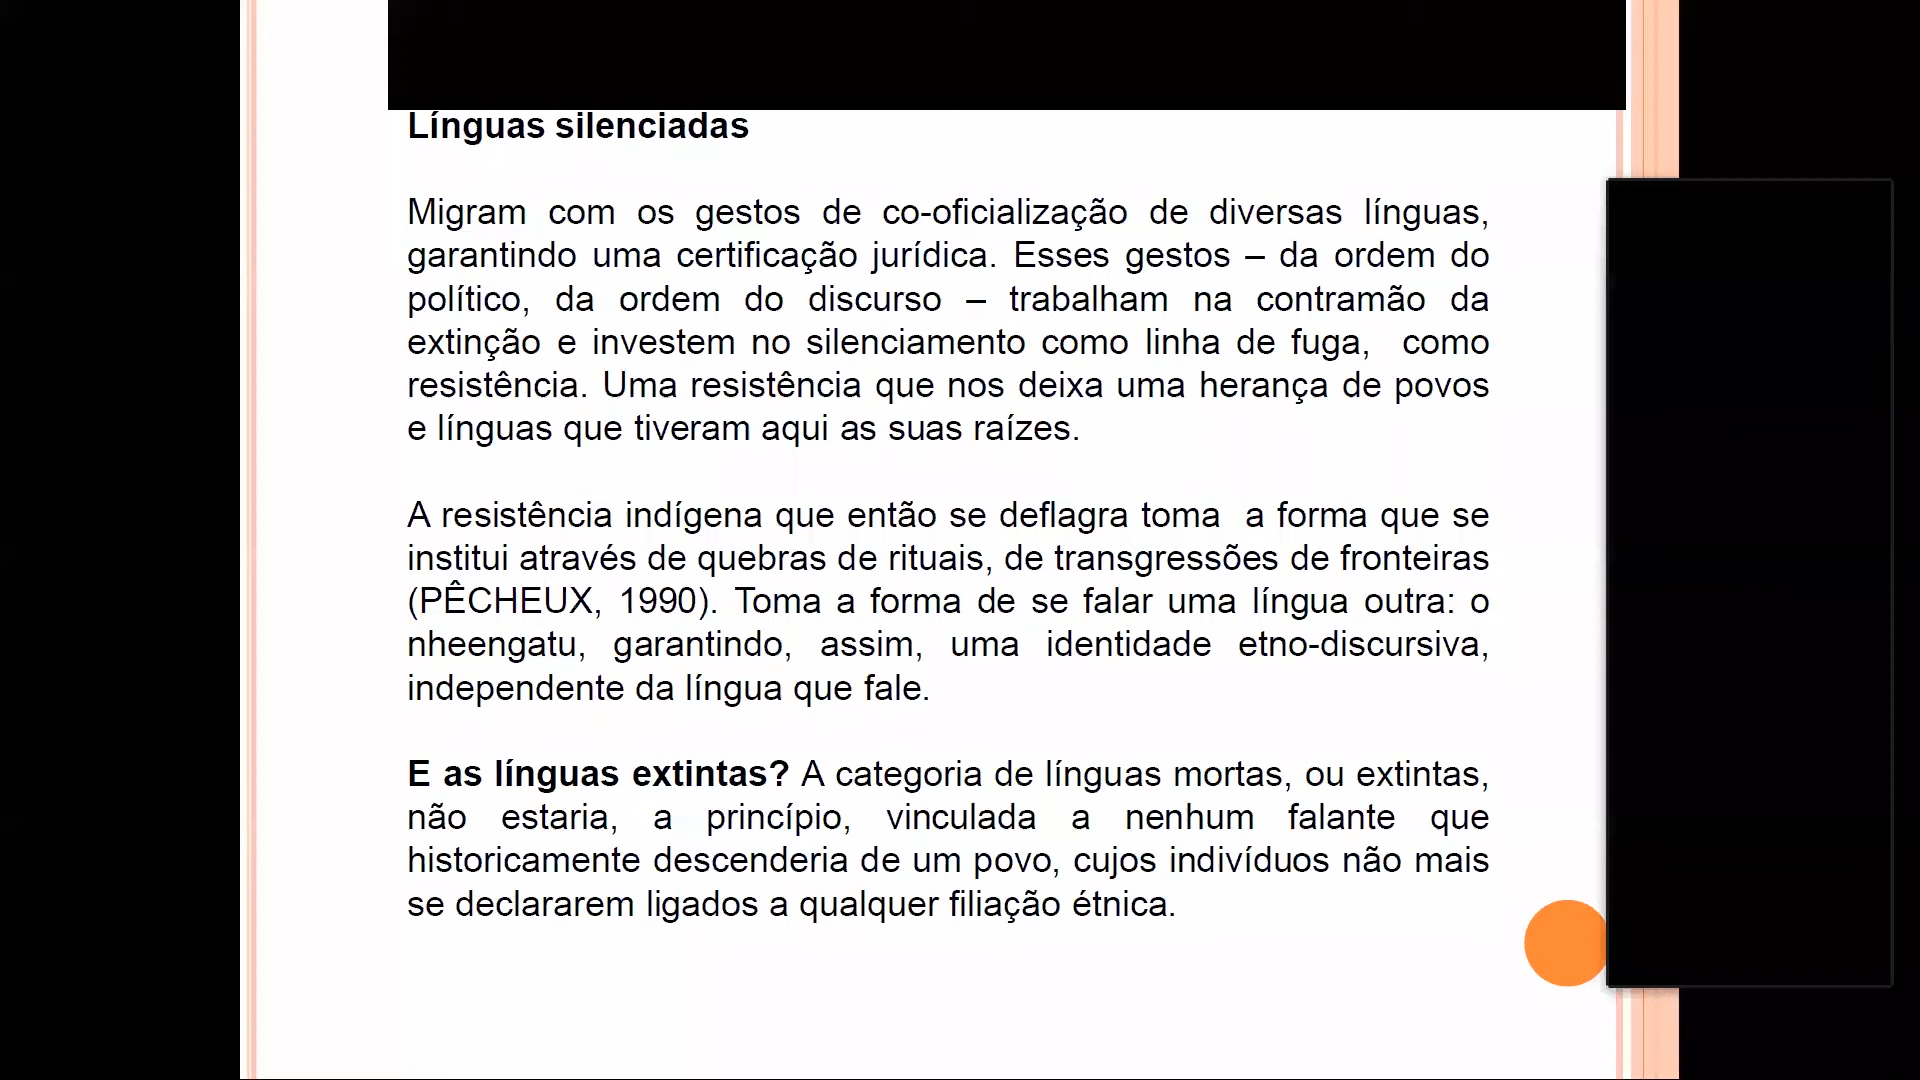 Línguas silenciadas
Migram com os gestos de co-oficialização de diversas línguas,
garantindo uma certificação jurídica. Esses gestos – da ordem do
político, da ordem do discurso – trabalham na contramão da
extinção e investem no silenciamento como linha de fuga, como
resistência. Uma resistência que nos deixa uma herança de povos
e línguas que tiveram aqui as suas raízes.
A resistência indígena que então se deflagra toma a forma que se
institui através de quebras de rituais, de transgressões de fronteiras
(PÊCHEUX, 1990). Toma a forma de se falar uma língua outra: o
nheengatu, garantindo, assim, uma identidade etno-discursiva,
independente da língua que fale.
E as línguas extintas? A categoria de línguas mortas, ou extintas,
não estaria, a princípio, vinculada a nenhum falante que
historicamente descenderia de um povo, cujos indivíduos não mais
se declararem ligados a qualquer filiação étnica.